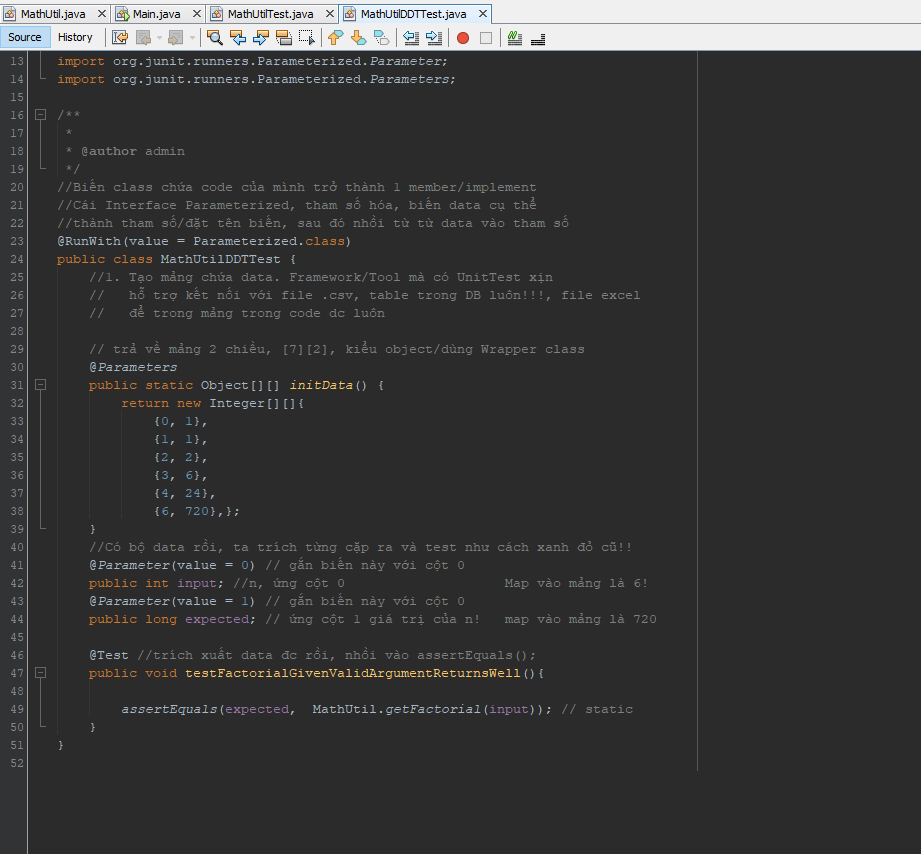 MathUtil.java Main.java MathUtilTest.java MathUtilDDTTest.java
Source History
13 import org.junit.runners.Parameterized.Parameter;
14 import org.junit.runners.Parameterized.Parameters;
15
16 /**
17 *
18 * @author admin
19 */
20 //Biến class chứa code của mình trở thành 1 member/implement
21 //Cái Interface Parameterized, tham số hóa, biến data cụ thể
22 //thành tham số/đặt tên biến, sau đó nhồi từ từ data vào tham số
23 @RunWith(value = Parameterized.class)
24 public class MathUtilDDTTest {
25 //1. Tạo mảng chứa data. Framework/Tool mà có UnitTest xịn
26 // hỗ trợ kết nối với file .csv, table trong DB luôn!!!, file excel
27 // để trong mảng trong code dc luôn
28
29 // trả về mảng 2 chiều, [7][2], kiểu object/dùng Wrapper class
30 @Parameters
31 public static Object[][] initData() {
32 return new Integer[][]{
33 {0, 1},
34 {1, 1},
35 {2, 2},
36 {3, 6},
37 {4, 24},
38 {6, 720},};
39 }
40 //Có bộ data rồi, ta trích từng cặp ra và test như cách xanh đỏ cũ!!
41 @Parameter(value = 0) // gắn biến này với cột 0
42 public int input; //n, ứng cột 0 Map vào mảng là 6!
43 @Parameter(value = 1) // gắn biến này với cột 0
44 public long expected; // ứng cột 1 giá trị của n! map vào mảng là 720
45
46 @Test //trích xuất data đc rồi, nhồi vào assertEquals();
47 public void testFactorialGivenValidArgumentReturnsWell(){
48
49 assertEquals(expected, MathUtil.getFactorial(input)); // static
50 }
51 }
52